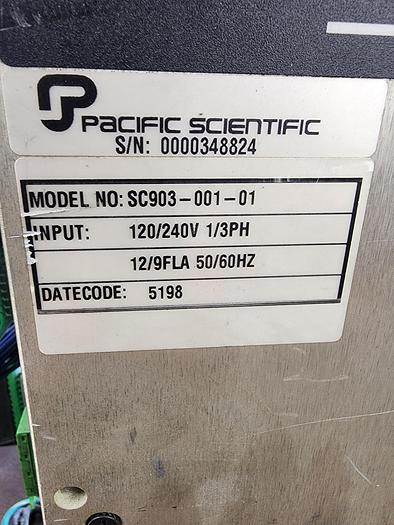 PACIFIC SCIENTIFIC
S/N: 0000348824
MODEL NO: SC903-001-01
INPUT: 120/240V 1/3PH
12/9FLA 50/60HZ
DATECODE: 5198